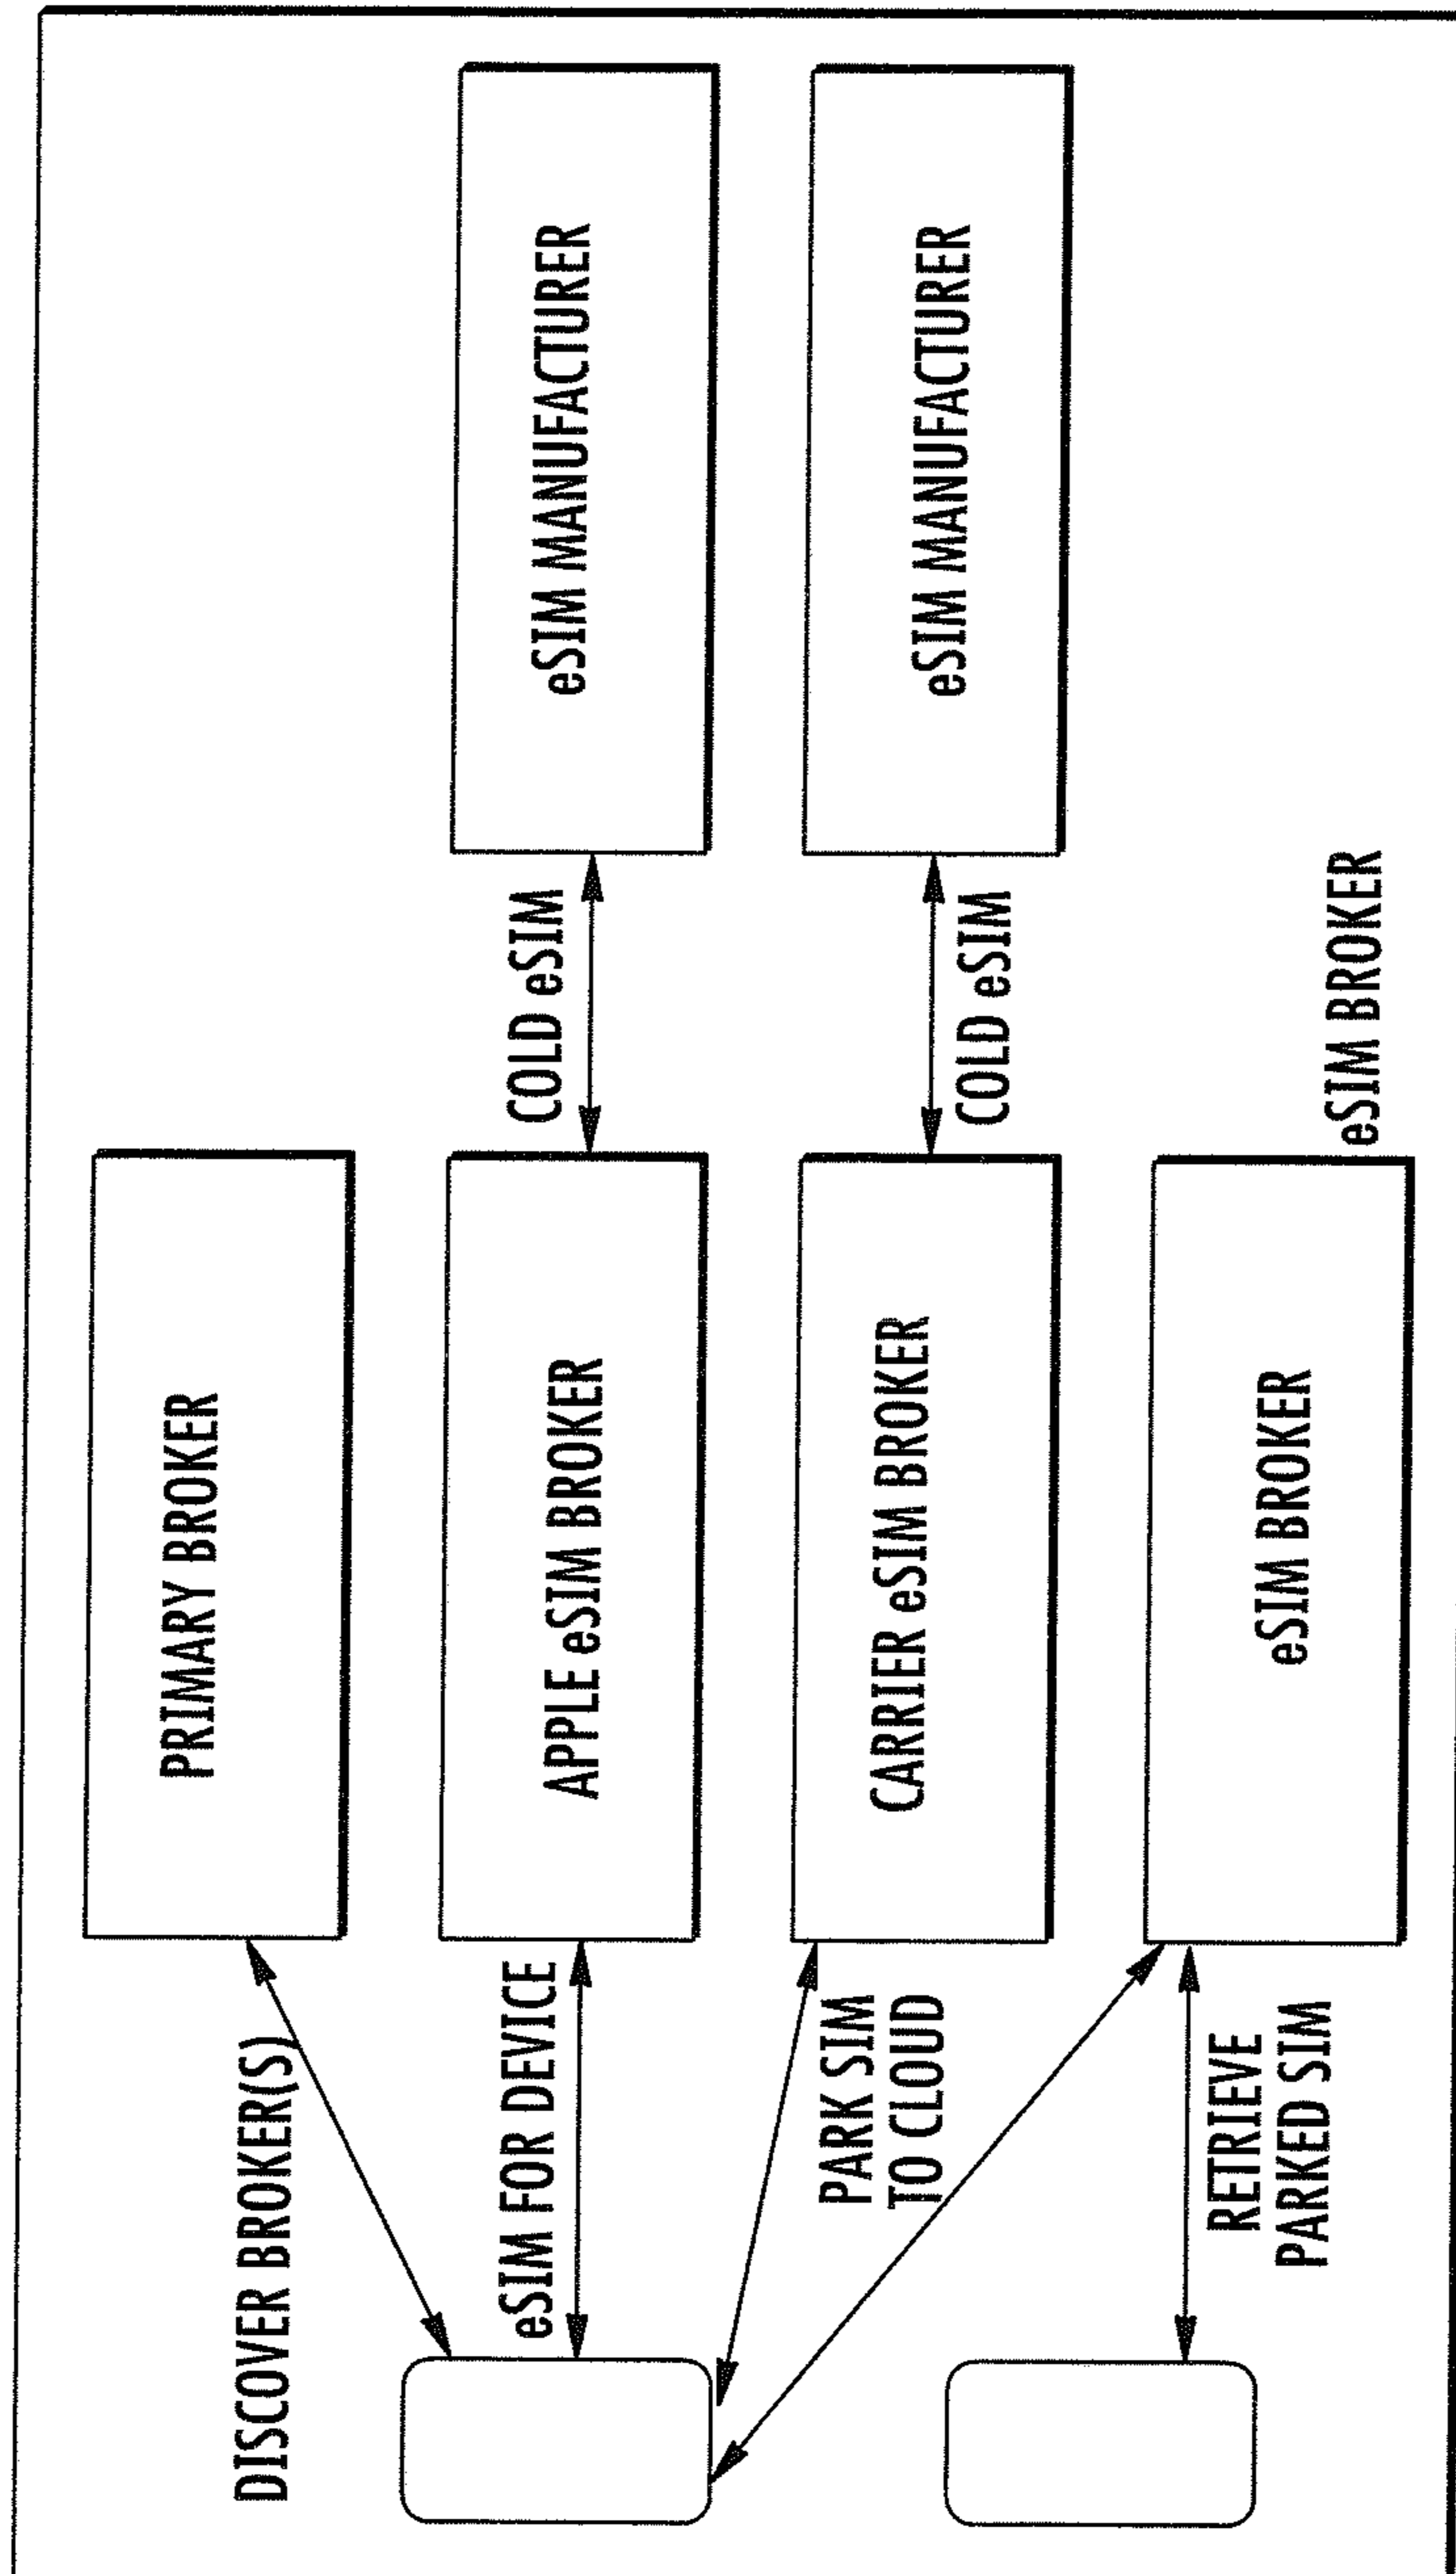 DISCOVER BROKER(S)
PRIMARY BROKER
eSIM FOR DEVICE
APPLE eSIM BROKER
COLD eSIM
eSIM MANUFACTURER
PARK SIM
TO CLOUD
CARRIER eSIM BROKER
COLD eSIM
eSIM MANUFACTURER
RETRIEVE
PARKED SIM
eSIM BROKER
eSIM BROKER